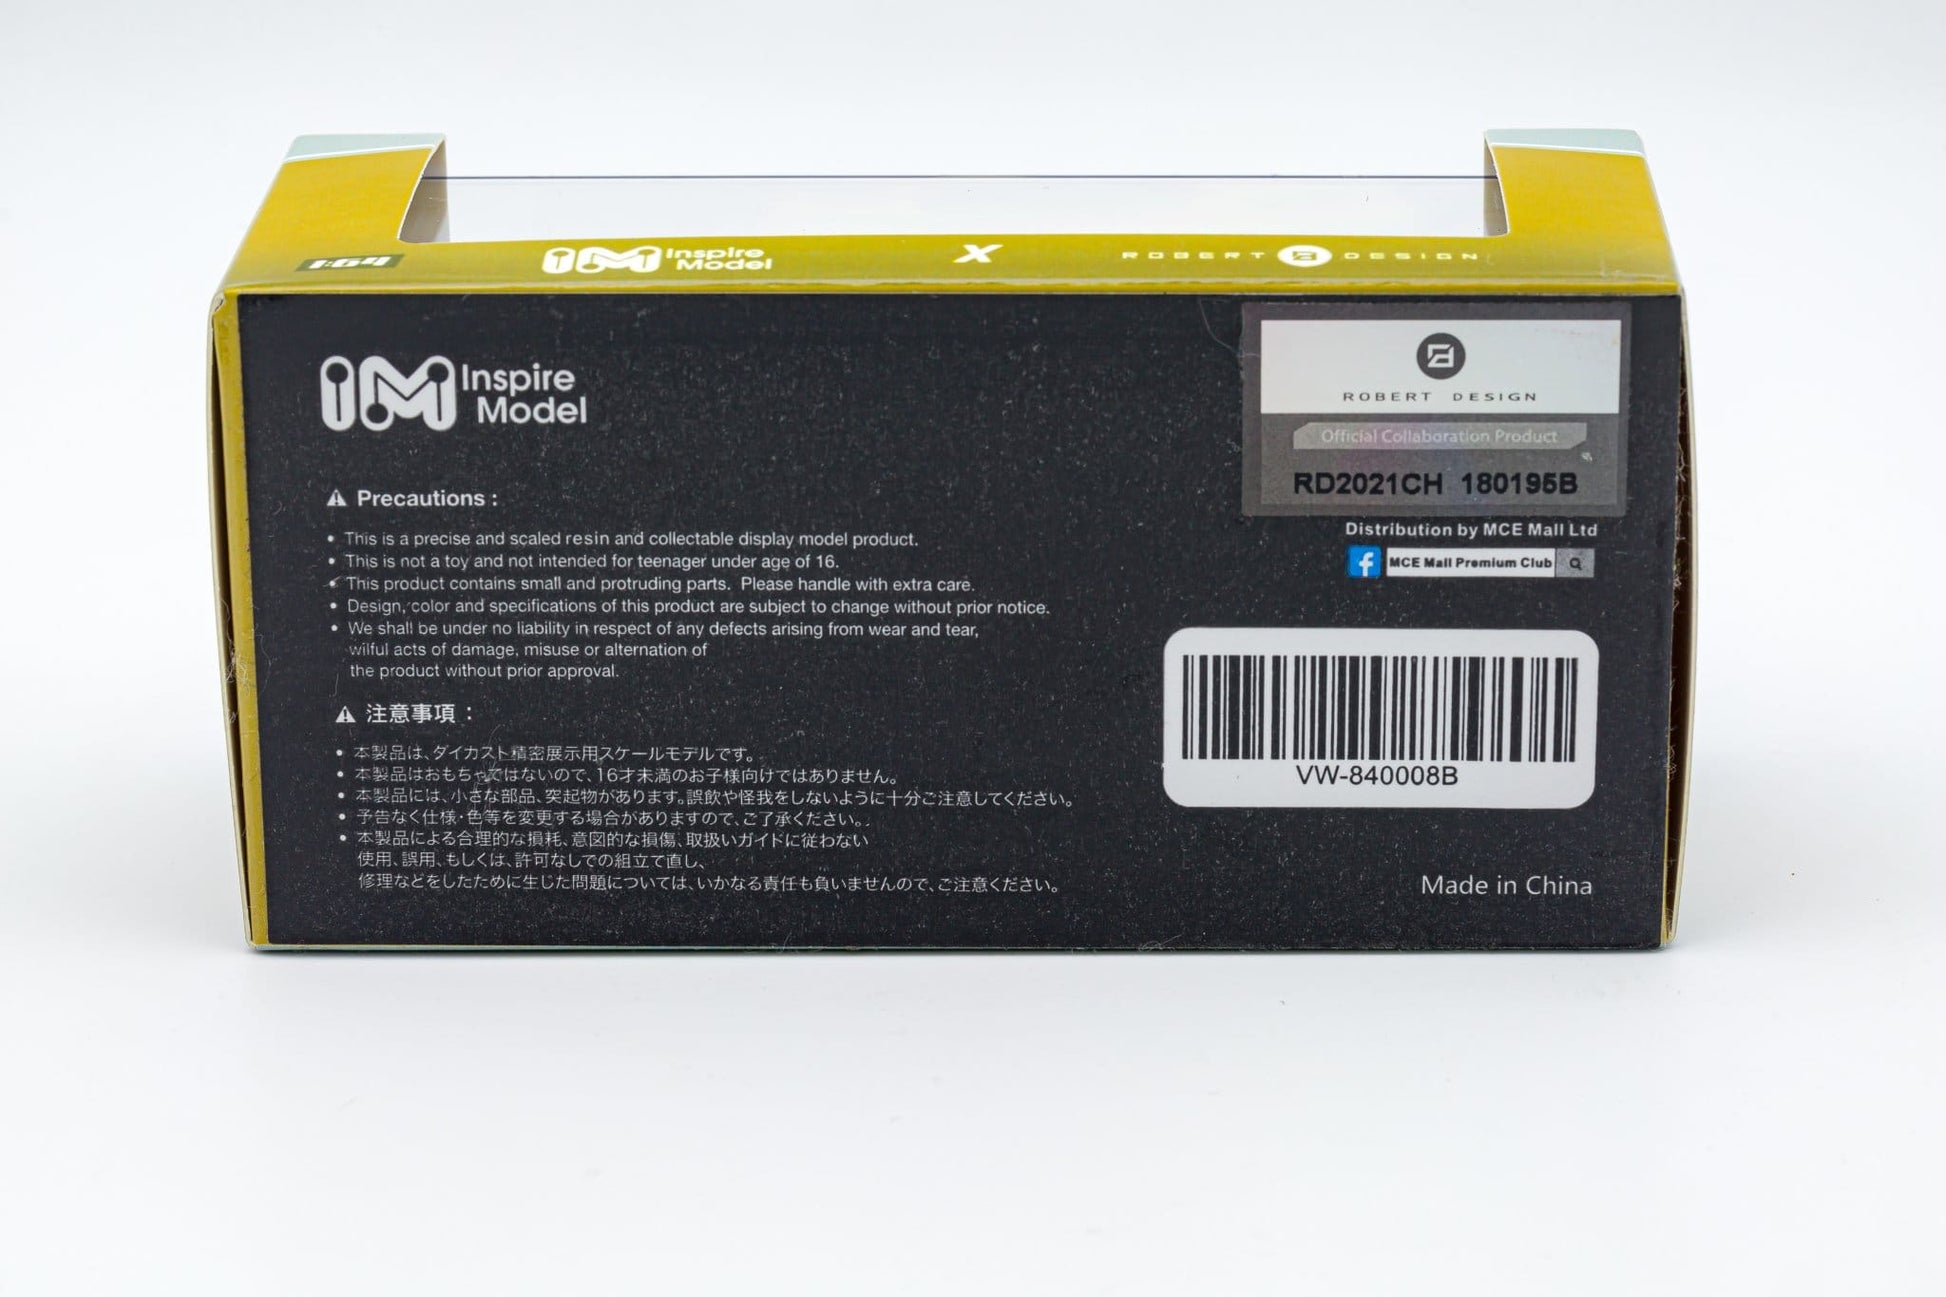 1:64
IM Inspire Model
X
ROBERT DESIGN
IM Inspire
Model
ROBERT DESIGN
Official Collaboration Product
RD2021CH 180195B
Distribution by MCE Mall Ltd
MCE Mall Premium Club
Precautions :
• This is a precise and scaled resin and collectable display model product.
• This is not a toy and not intended for teenager under age of 16.
• This product contains small and protruding parts. Please handle with extra care.
• Design, color and specifications of this product are subject to change without prior notice.
• We shall be under no liability in respect of any defects arising from wear and tear,
wilful acts of damage, misuse or alternation of
the product without prior approval.
注意事項：
• 本製品は、ダイカスト精密展示用スケールモデルです。
• 本製品はおもちゃではないので、16才未満のお子様向けではありません。
• 本製品には、小さな部品、突起物があります。誤飲や怪我をしないように十分ご注意してください。
• 予告なく仕様・色等を変更する場合がありますので、ご了承ください。.
• 本製品による合理的な損耗、意図的な損傷、取扱いガイドに従わない
使用、誤用、もしくは、許可なしでの組立て直し、
修理などをしたために生じた問題については、いかなる責任も負いませんので、ご注意ください。
VW-840008B
Made in China